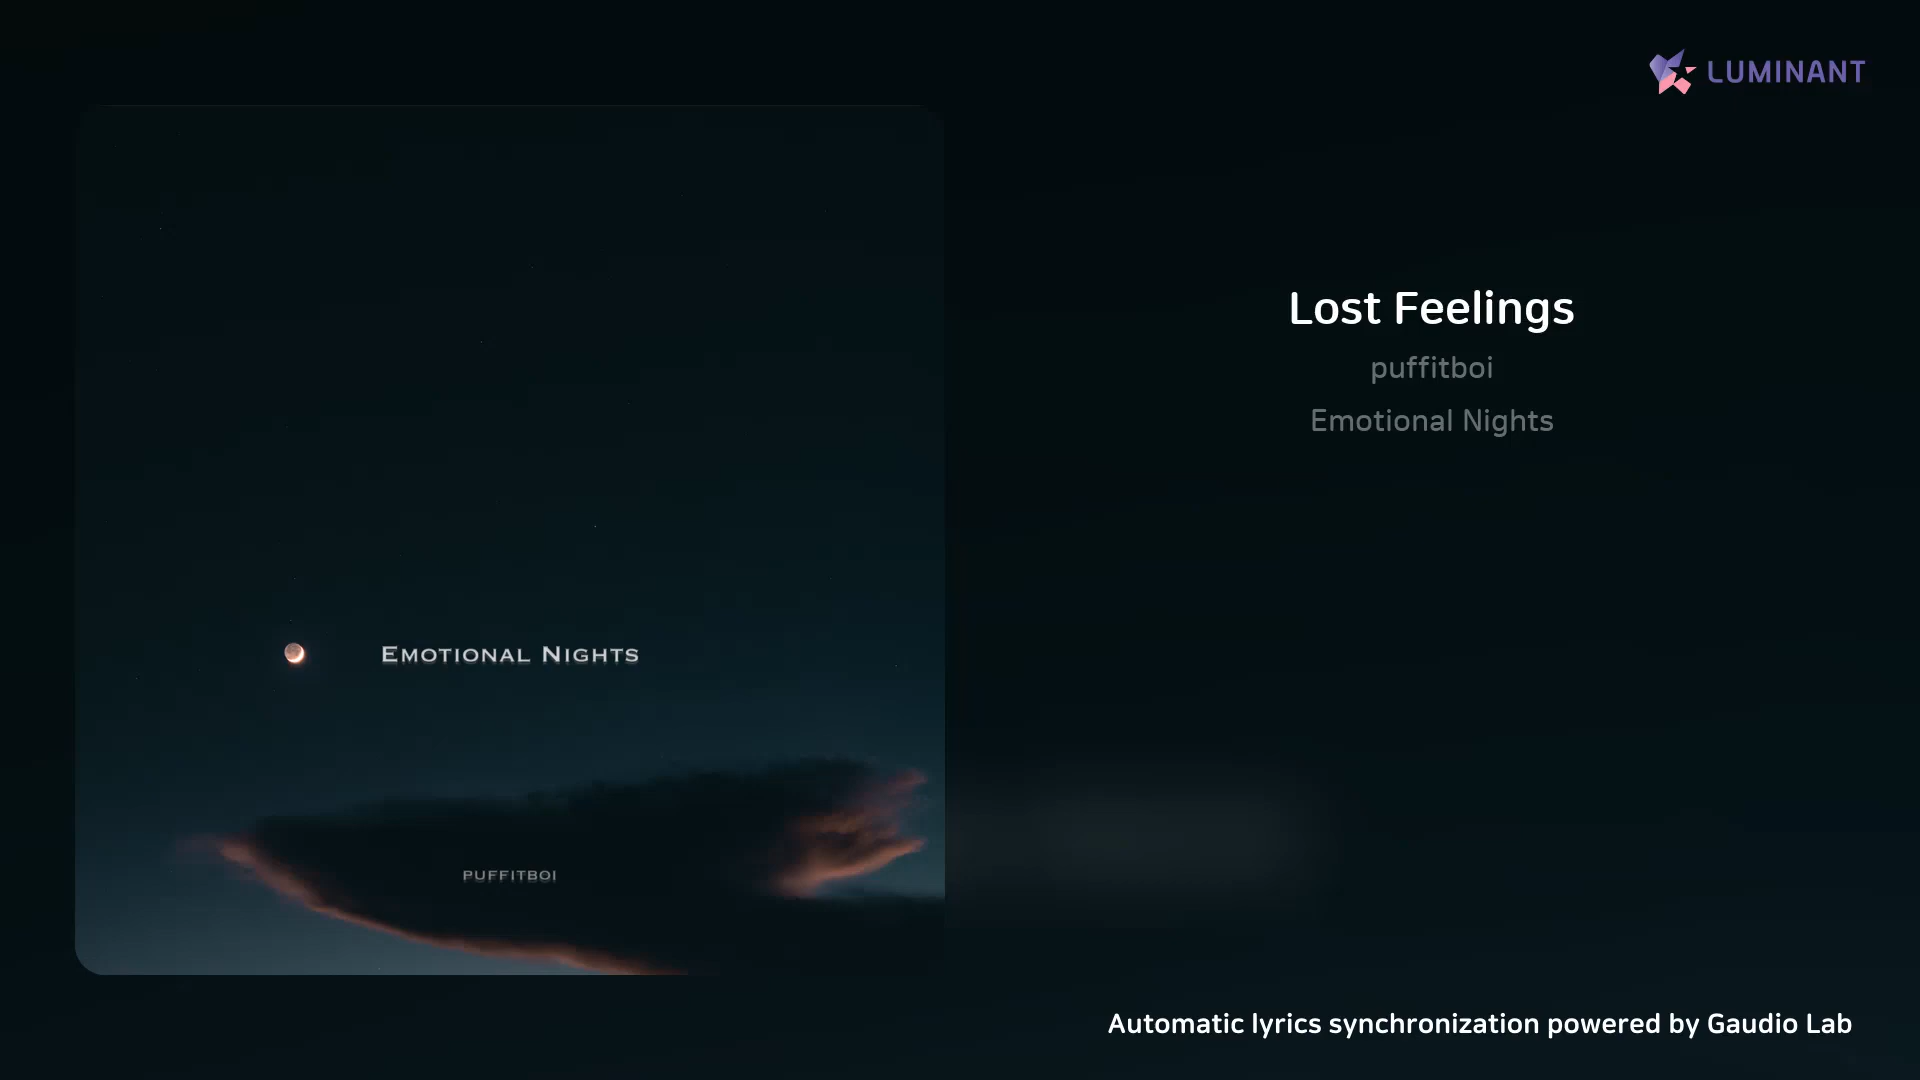 LUMINANT
Lost Feelings
puffitboi
Emotional Nights
EMOTIONAL NIGHTS
PUFFITBOI
Automatic lyrics synchronization powered by Gaudio Lab